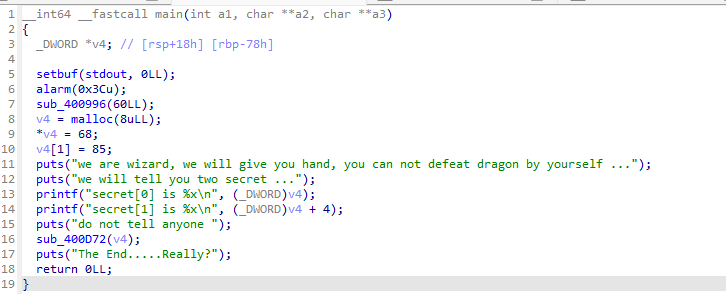 1 __int64 __fastcall main(int a1, char **a2, char **a3)
2 {
3   _DWORD *v4; // [rsp+18h] [rbp-78h]
4
5   setbuf(stdout, 0LL);
6   alarm(0x3Cu);
7   sub_400996(60LL);
8   v4 = malloc(8uLL);
9   *v4 = 68;
10   v4[1] = 85;
11   puts("we are wizard, we will give you hand, you can not defeat dragon by yourself ...");
12   puts("we will tell you two secret ...");
13   printf("secret[0] is %x\n", (_DWORD)v4);
14   printf("secret[1] is %x\n", (_DWORD)v4 + 4);
15   puts("do not tell anyone ");
16   sub_400D72(v4);
17   puts("The End.....Really?");
18   return 0LL;
19 }